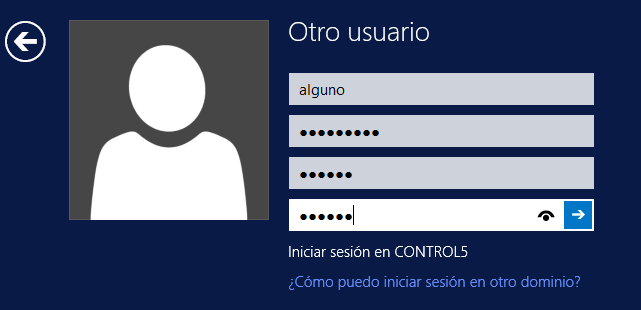 Otro usuario
alguno
●●●●●●●●●
●●●●●●
●●●●●●
Iniciar sesión en CONTROL5
¿Cómo puedo iniciar sesión en otro dominio?